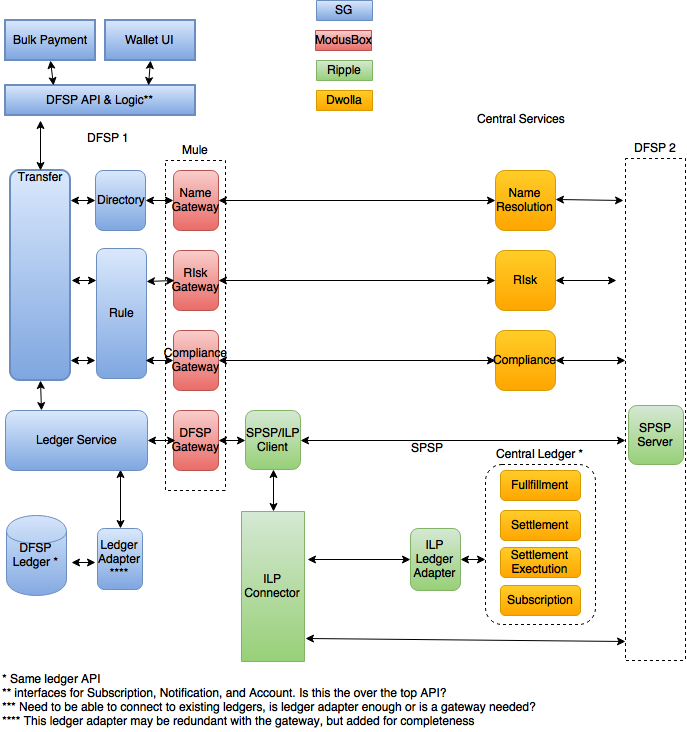 SG
Bulk Payment
Wallet UI
ModusBox
Ripple
DFSP API & Logic**
Dwolla
Central Services
DFSP 1
Mule
DFSP 2
Transfer
Directory
Name
Gateway
Name
Resolution
RIsk
Gateway
RIsk
Rule
Compliance
Gateway
Compliance
Ledger Service
DFSP
Gateway
SPSP/ILP
Client
SPSP
SPSP
Server
Central Ledger *
Fullfillment
Settlement
Settlement
Exectution
Subscription
DFSP
Ledger *
Ledger
Adapter
****
ILP
Ledger
Adapter
ILP
Connector
* Same ledger API
** interfaces for Subscription, Notification, and Account. Is this the over the top API?
*** Need to be able to connect to existing ledgers, is ledger adapter enough or is a gateway needed?
**** This ledger adapter may be redundant with the gateway, but added for completeness